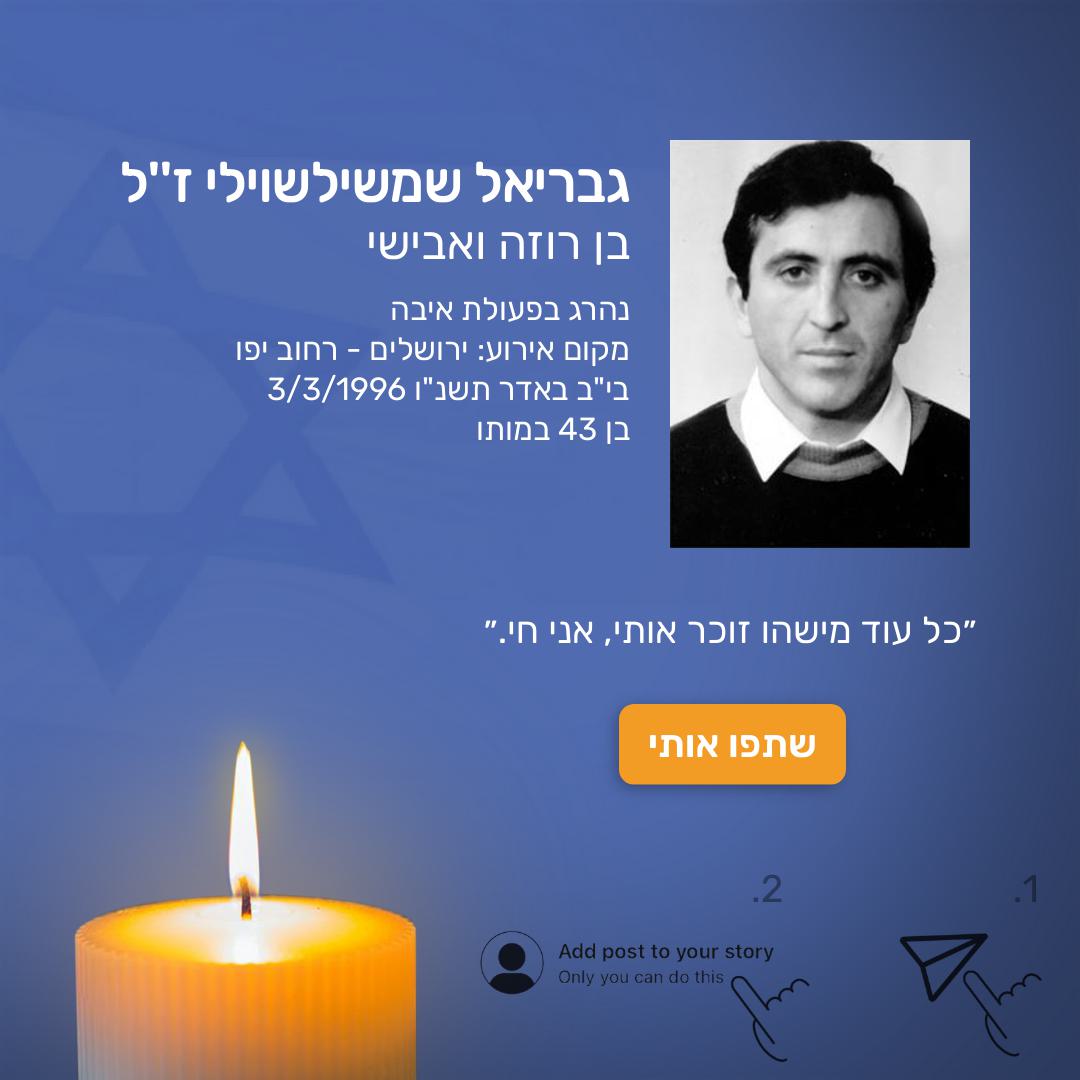 גבריאל שמשילשוילי ז"ל
בן רוזה ואבישי
נהרג בפעולת איבה
מקום אירוע: ירושלים - רחוב יפו
בי"ב באדר תשנ"ו 3/3/1996
בן 43 במותו
״כל עוד מישהו זוכר אותי, אני חי.״
שתפו אותי
1.
2.
Add post to your story
Only you can do this